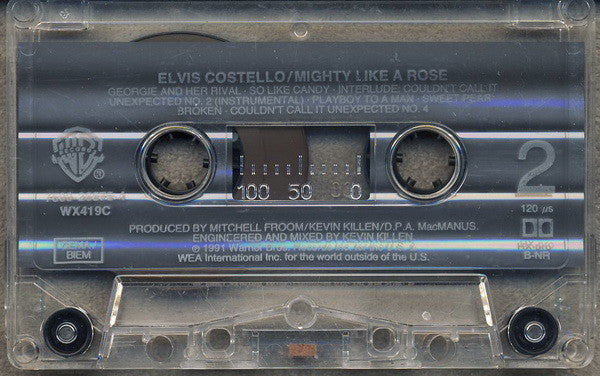 ELVIS COSTELLO/MIGHTY LIKE A ROSE
GEORGIE AND HER RIVAL · SO LIKE CANDY · INTERLUDE: COULDN'T CALL IT
UNEXPECTED NO. 2 (INSTRUMENTAL) · PLAYBOY TO A MAN · SWEET PEAR
BROKEN · COULDN'T CALL IT UNEXPECTED NO. 4
100 50 0
2
WX419C
120 µs
PRODUCED BY MITCHELL FROOM/KEVIN KILLEN/D.P.A. MacMANUS.
ENGINEERED AND MIXED BY KEVIN KILLEN.
© 1991 Warner Bros.
WEA International Inc. for the world outside of the U.S.
BIEM
B-NR